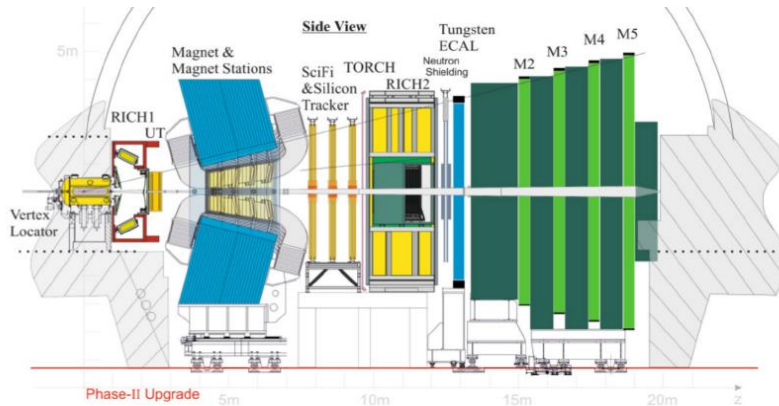 Side View
5m
Magnet &
Magnet Stations
RICH1
UT
SciFi
&Silicon
Tracker
TORCH
RICH2
Tungsten
ECAL
Neutron
Shielding
M2
M3
M4
M5
Vertex
Locator
Phase-II Upgrade
5m
10m
15m
20m
z